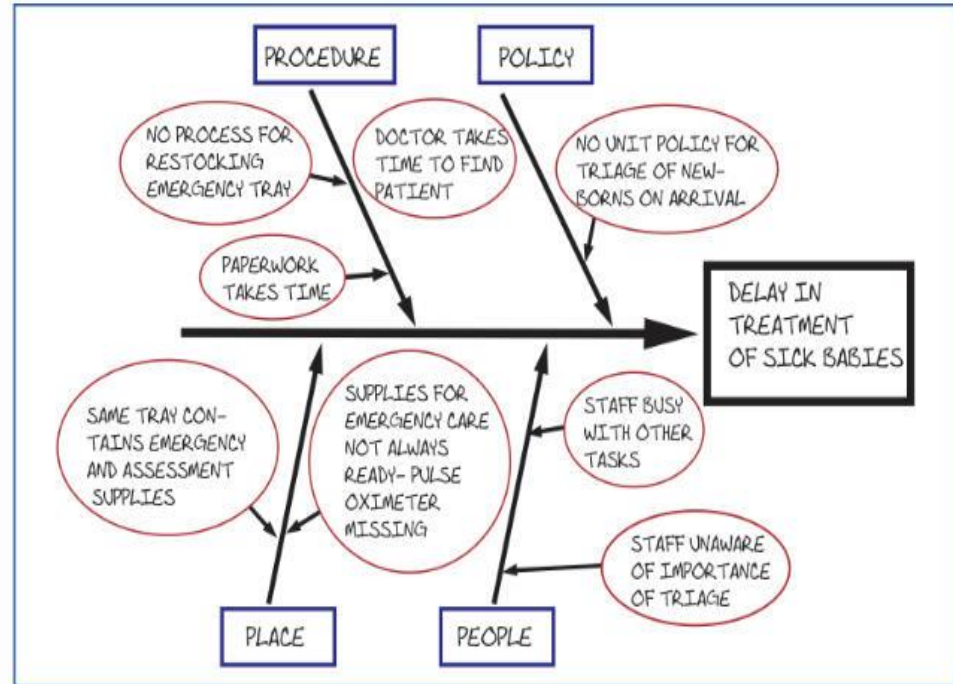 PROCEDURE
POLICY
NO PROCESS FOR
RESTOCKING
EMERGENCY TRAY
DOCTOR TAKES
TIME TO FIND
PATIENT
NO UNIT POLICY FOR
TRIAGE OF NEW-
BORNS ON ARRIVAL
PAPERWORK
TAKES TIME
DELAY IN
TREATMENT
OF SICK BABIES
SAME TRAY CON-
TAINS EMERGENCY
AND ASSESSMENT
SUPPLIES
SUPPLIES FOR
EMERGENCY CARE
NOT ALWAYS
READY- PULSE
OXIMETER
MISSING
STAFF BUSY
WITH OTHER
TASKS
STAFF UNAWARE
OF IMPORTANCE
OF TRIAGE
PLACE
PEOPLE